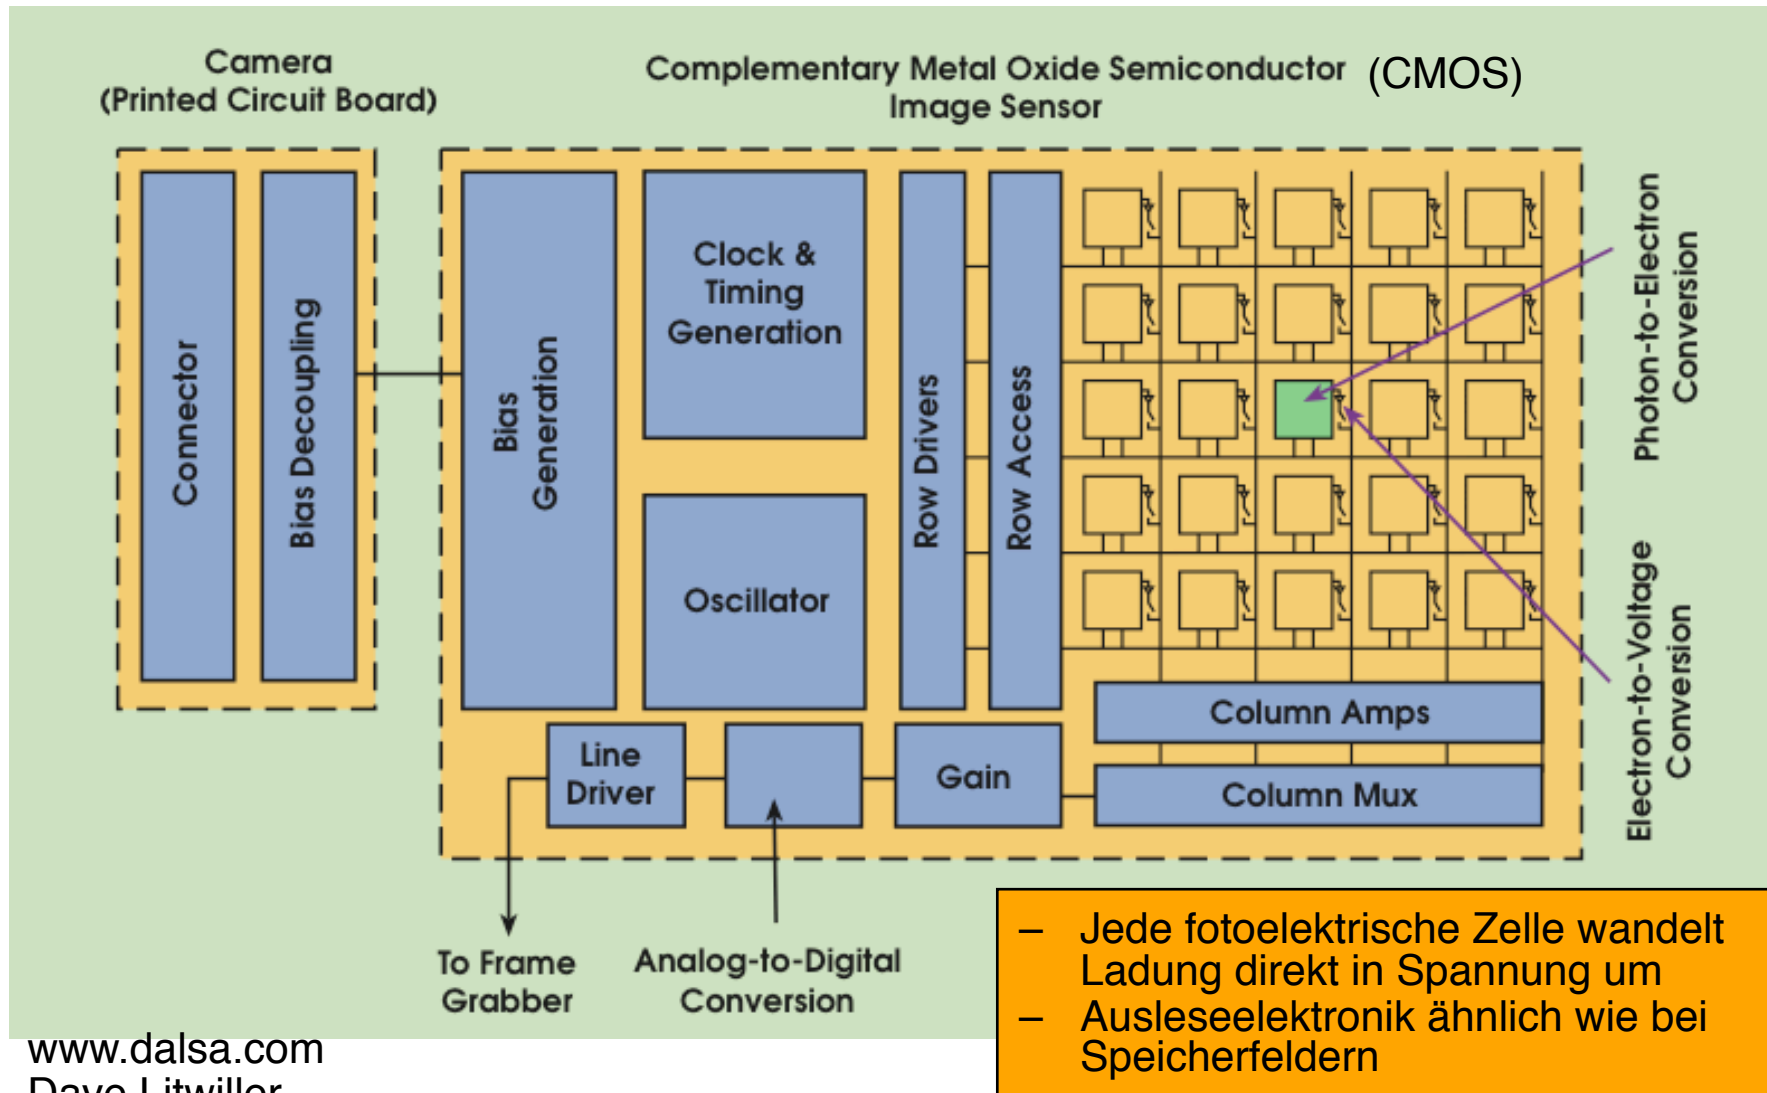 Camera
(Printed Circuit Board)
Complementary Metal Oxide Semiconductor (CMOS)
Image Sensor
Connector
Bias Decoupling
Bias
Generation
Clock &
Timing
Generation
Oscillator
Row Drivers
Row Access
Photon-to-Electron
Conversion
Electron-to-Voltage
Conversion
Column Amps
Column Mux
Gain
Line
Driver
To Frame
Grabber
Analog-to-Digital
Conversion
– Jede fotoelektrische Zelle wandelt
Ladung direkt in Spannung um
– Ausleseelektronik ähnlich wie bei
Speicherfeldern
www.dalsa.com
Dave Litwiller